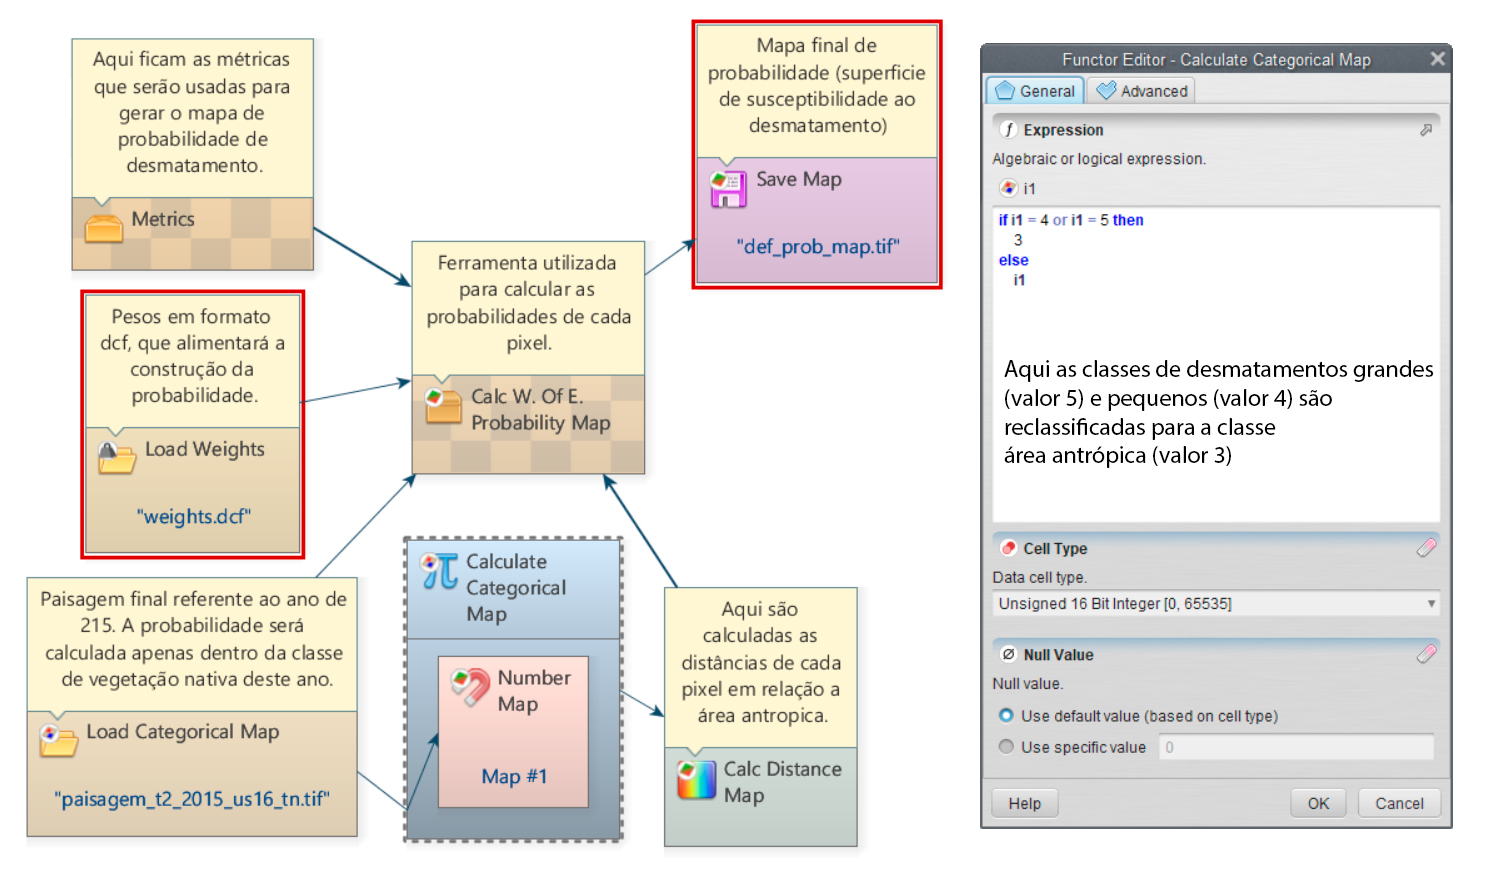 Aqui ficam as métricas
que serão usadas para
gerar o mapa de
probabilidade de
desmatamento.
Metrics
Pesos em formato
dcf, que alimentará a
construção da
probabilidade.
Load Weights
"weights.dcf"
Paisagem final referente ao ano de
215. A probabilidade será
calculada apenas dentro da classe
de vegetação nativa deste ano.
Load Categorical Map
"paisagem_t2_2015_us16_tn.tif"
Ferramenta utilizada
para calcular as
probabilidades de cada
pixel.
Calc W. Of E.
Probability Map
Calculate
Categorical
Map
Number
Map
Map #1
Mapa final de
probabilidade (superficie
de susceptibilidade ao
desmatamento)
Save Map
"def_prob_map.tif"
Aqui são
calculadas as
distâncias de cada
pixel em relação a
área antropica.
Calc Distance
Map
Functor Editor - Calculate Categorical Map
General
Advanced
Expression
Algebraic or logical expression.
i1
if i1 = 4 or i1 = 5 then
3
else
i1
Aqui as classes de desmatamentos grandes
(valor 5) e pequenos (valor 4) são
reclassificadas para a classe
área antrópica (valor 3)
Cell Type
Data cell type.
Unsigned 16 Bit Integer [0, 65535]
Null Value
Null value.
Use default value (based on cell type)
Use specific value 0
Help
OK
Cancel